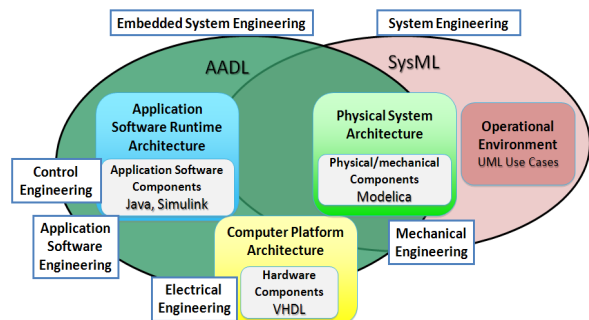 Embedded System Engineering
System Engineering
AADL
SysML
Application
Software Runtime
Architecture
Application Software
Components
Java, Simulink
Physical System
Architecture
Physical/mechanical
Components
Modelica
Operational
Environment
UML Use Cases
Control
Engineering
Application
Software
Engineering
Computer Platform
Architecture
Hardware
Components
VHDL
Electrical
Engineering
Mechanical
Engineering